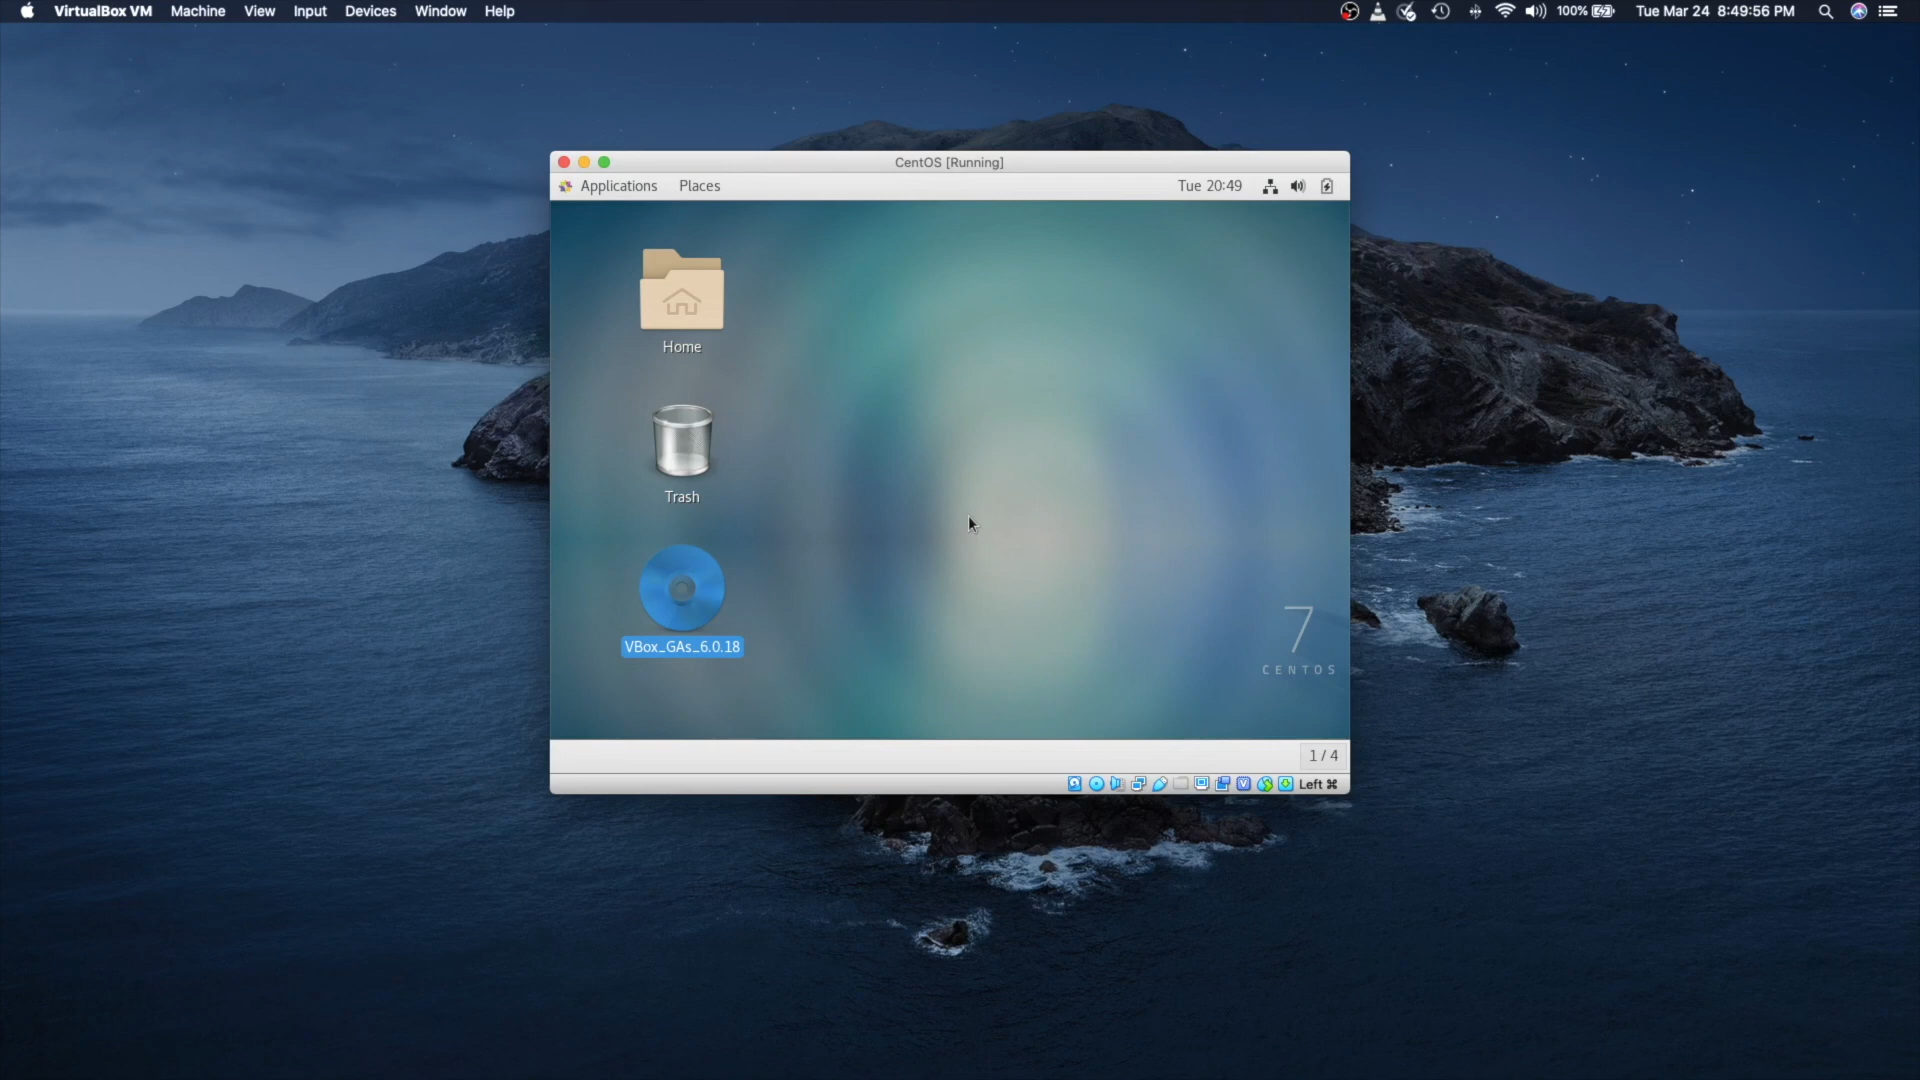 VirtualBox VM Machine View Input Devices Window Help 100% Tue Mar 24 8:49:56 PM
CentOS [Running]
Applications Places Tue 20:49
Home
Trash
VBox_GAs_6.0.18
7
CENTOS
1 / 4
Left ⌘